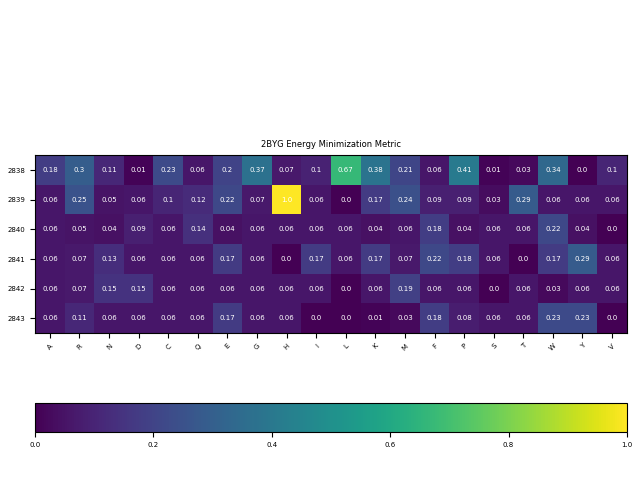 2BYG Energy Minimization Metric
2838 0.18 0.3 0.11 0.01 0.23 0.06 0.2 0.37 0.07 0.1 0.67 0.38 0.21 0.06 0.41 0.01 0.03 0.34 0.0 0.1
2839 0.06 0.25 0.05 0.06 0.1 0.12 0.22 0.07 1.0 0.06 0.0 0.17 0.24 0.09 0.09 0.03 0.29 0.06 0.06 0.06
2840 0.06 0.05 0.04 0.09 0.06 0.14 0.04 0.06 0.06 0.06 0.06 0.04 0.06 0.18 0.04 0.06 0.06 0.22 0.04 0.0
2841 0.06 0.07 0.13 0.06 0.06 0.06 0.17 0.06 0.0 0.17 0.06 0.17 0.07 0.22 0.18 0.06 0.0 0.17 0.29 0.06
2842 0.06 0.07 0.15 0.15 0.06 0.06 0.06 0.06 0.06 0.06 0.0 0.06 0.19 0.06 0.06 0.0 0.06 0.03 0.06 0.06
2843 0.06 0.11 0.06 0.06 0.06 0.06 0.17 0.06 0.06 0.0 0.0 0.01 0.03 0.18 0.08 0.06 0.06 0.23 0.23 0.0
A R N D C Q E G H I L K M F P S T W Y V
0.0 0.2 0.4 0.6 0.8 1.0